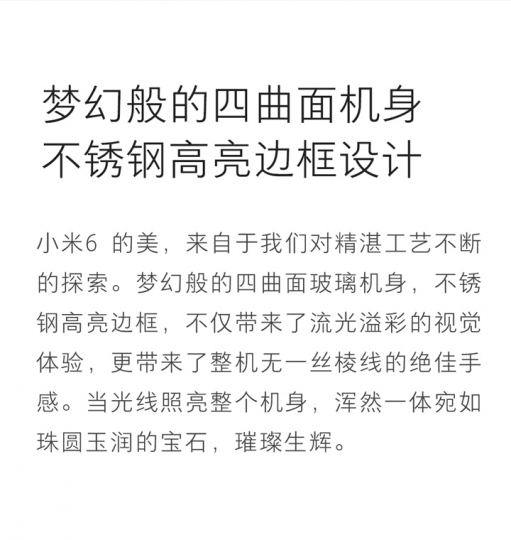 梦幻般的四曲面机身
不锈钢高亮边框设计
小米6 的美，来自于我们对精湛工艺不断
的探索。梦幻般的四曲面玻璃机身，不锈
钢高亮边框，不仅带来了流光溢彩的视觉
体验，更带来了整机无一丝棱线的绝佳手
感。当光线照亮整个机身，浑然一体宛如
珠圆玉润的宝石，璀璨生辉。